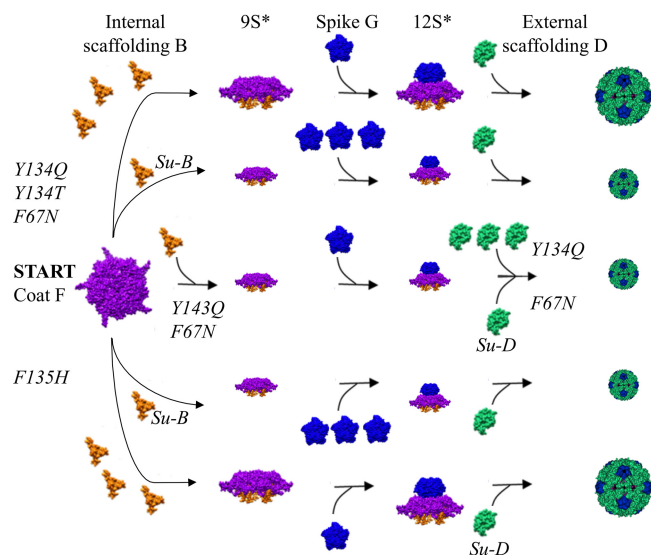 Internal
scaffolding B
9S*
Spike G
12S*
External
scaffolding D
Su-B
Y134Q
Y134T
F67N
START
Coat F
Y143Q
F67N
Y134Q
F67N
Su-D
F135H
Su-B
Su-D